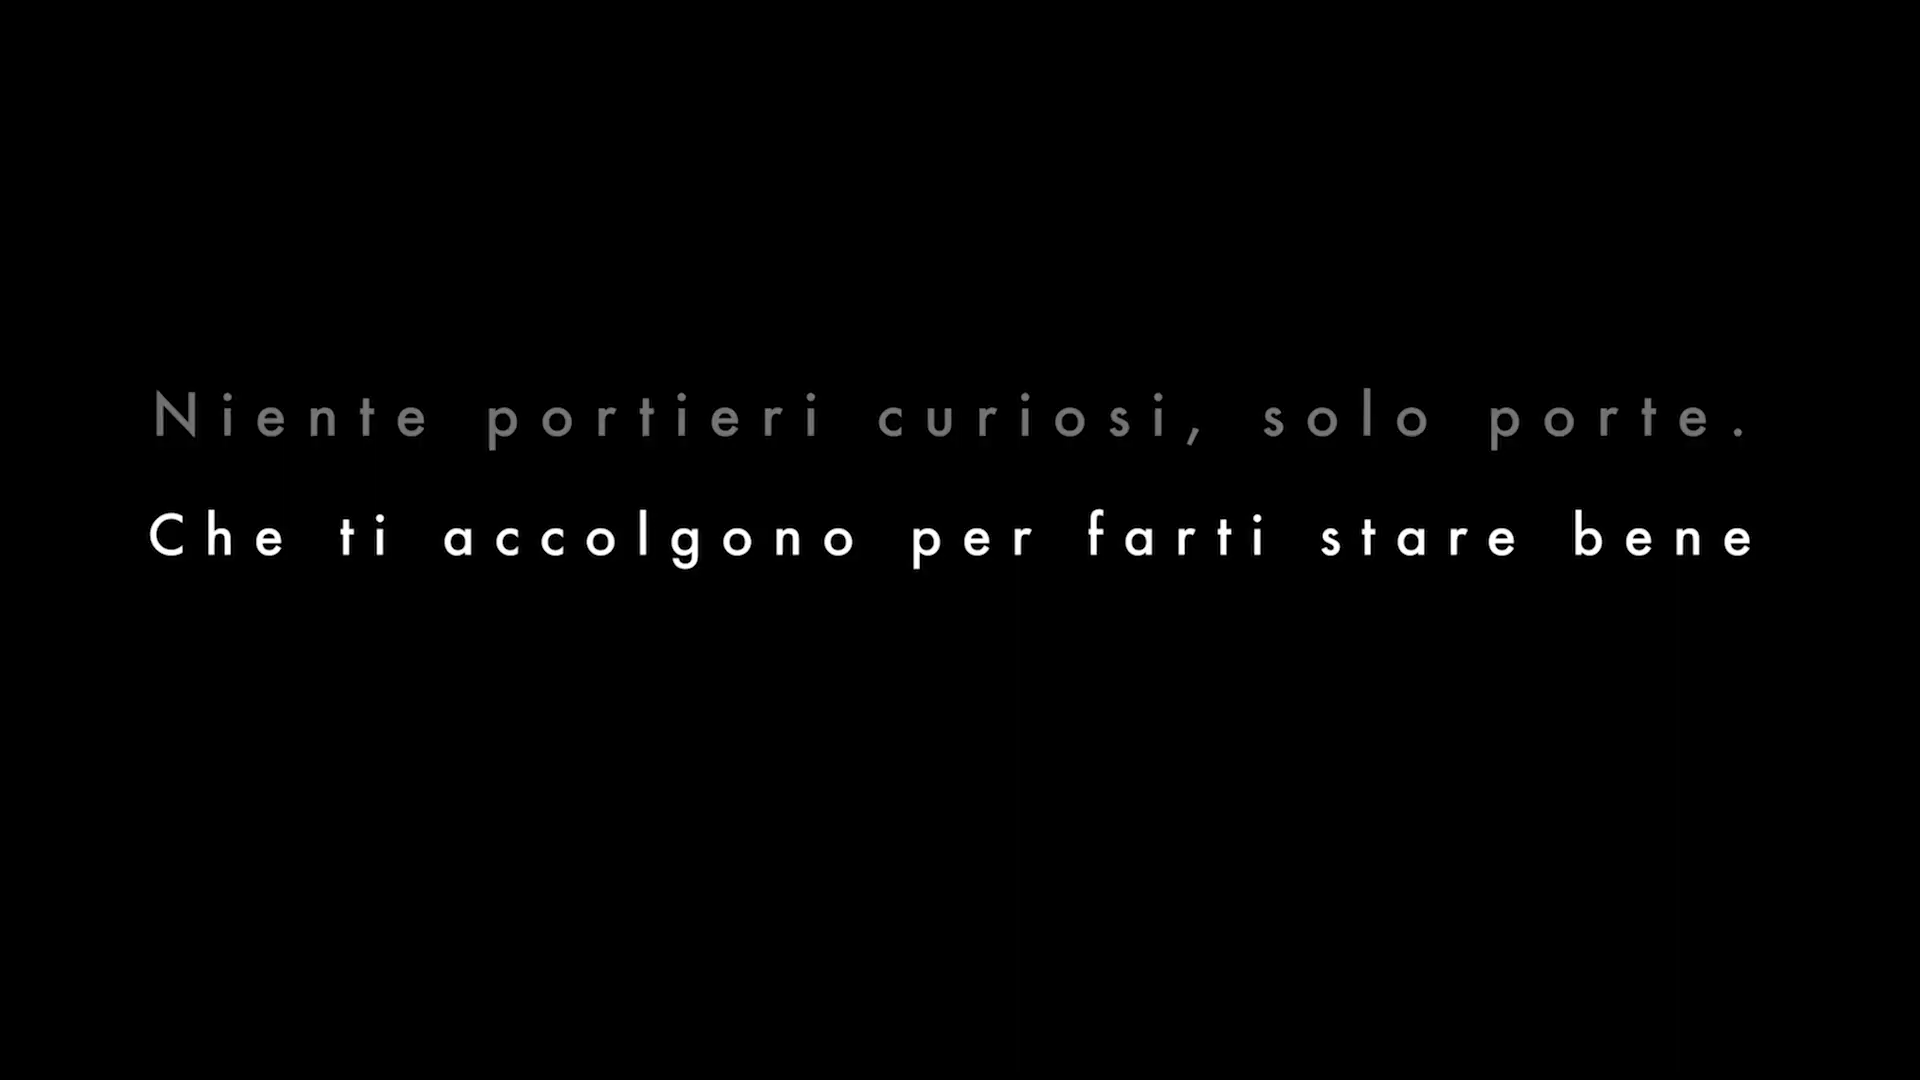 Niente portieri curiosi, solo porte.
Che ti accolgono per farti stare bene